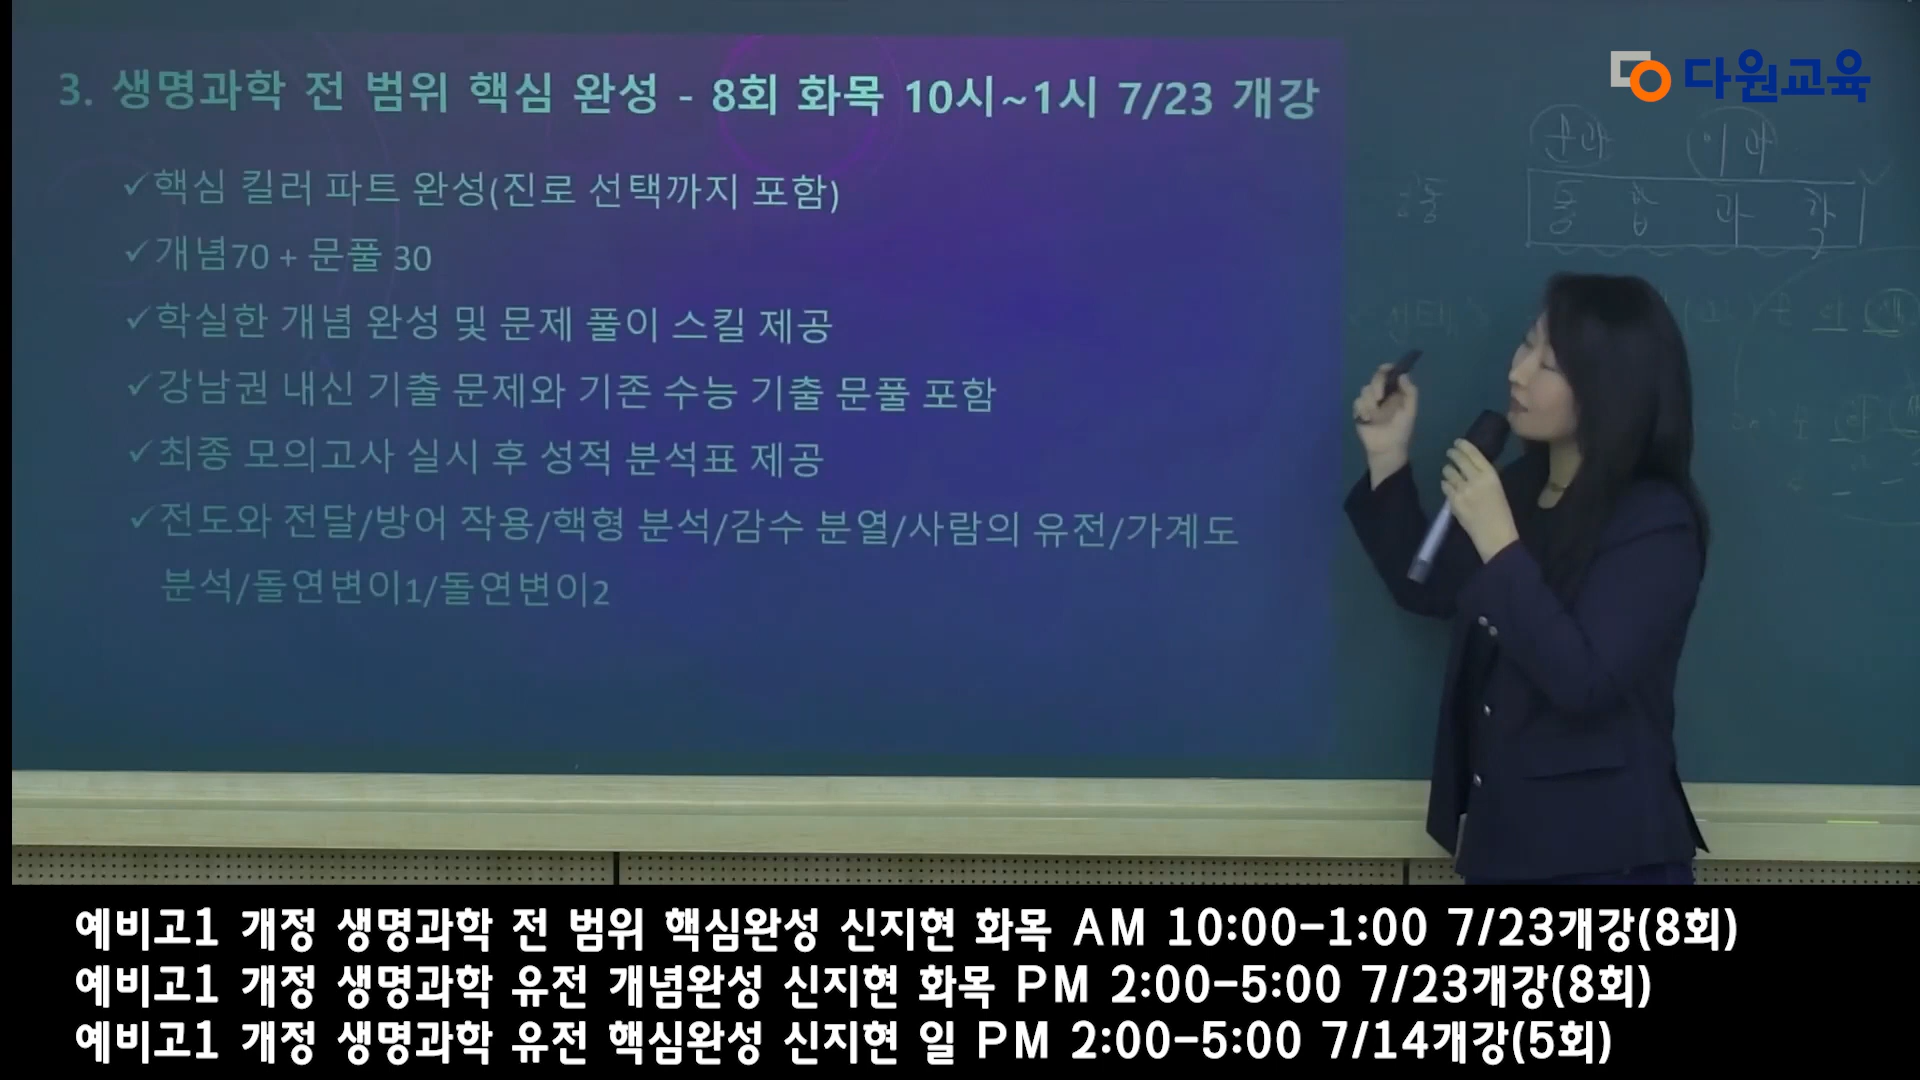 3. 생명과학 전 범위 핵심 완성 - 8회 화목 10시~1시 7/23 개강
다원교육
✓핵심 킬러 파트 완성(진로 선택까지 포함)
✓개념70 + 문풀 30
✓학실한 개념 완성 및 문제 풀이 스킬 제공
✓강남권 내신 기출 문제와 기존 수능 기출 문풀 포함
✓최종 모의고사 실시 후 성적 분석표 제공
✓전도와 전달/방어 작용/핵형 분석/감수 분열/사람의 유전/가계도
분석/돌연변이1/돌연변이2
문과 이과
통합과학
예비고1 개정 생명과학 전 범위 핵심완성 신지현 화목 AM 10:00-1:00 7/23개강(8회)
예비고1 개정 생명과학 유전 개념완성 신지현 화목 PM 2:00-5:00 7/23개강(8회)
예비고1 개정 생명과학 유전 핵심완성 신지현 일 PM 2:00-5:00 7/14개강(5회)